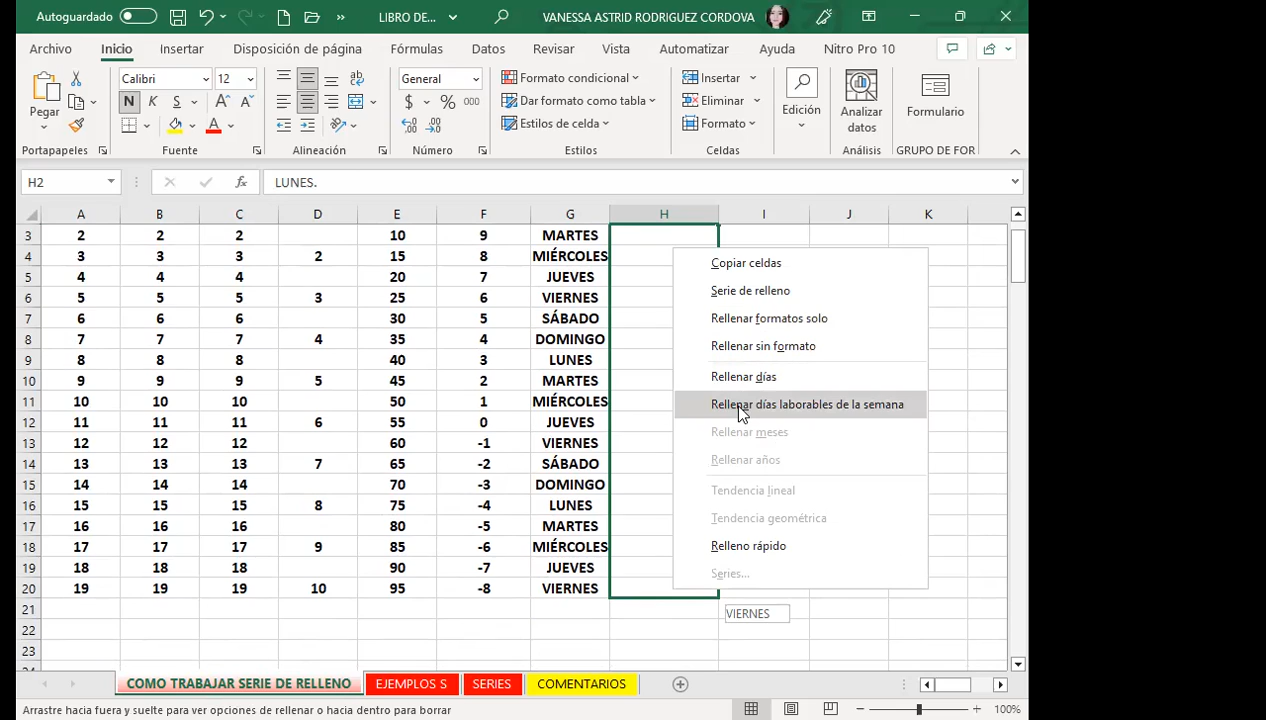 Autoguardado
LIBRO DE...
VANESSA ASTRID RODRIGUEZ CORDOVA
Archivo Inicio Insertar Disposición de página Fórmulas Datos Revisar Vista Automatizar Ayuda Nitro Pro 10
Pegar
Calibri 12
N K S A A
A
Portapapeles
Fuente
Alineación
General
$ % 000
Número
Formato condicional
Dar formato como tabla
Estilos de celda
Estilos
Insertar
Eliminar
Formato
Celdas
Edición
Analizar
datos
Análisis
Formulario
GRUPO DE FOR
H2 fx LUNES.
A B C D E F G H I J K
3 2 2 2 10 9 MARTES
4 3 3 3 2 15 8 MIÉRCOLES
5 4 4 4 20 7 JUEVES
6 5 5 5 3 25 6 VIERNES
7 6 6 6 30 5 SÁBADO
8 7 7 7 4 35 4 DOMINGO
9 8 8 8 40 3 LUNES
10 9 9 9 5 45 2 MARTES
11 10 10 10 50 1 MIÉRCOLES
12 11 11 11 6 55 0 JUEVES
13 12 12 12 60 -1 VIERNES
14 13 13 13 7 65 -2 SÁBADO
15 14 14 14 70 -3 DOMINGO
16 15 15 15 8 75 -4 LUNES
17 16 16 16 80 -5 MARTES
18 17 17 17 9 85 -6 MIÉRCOLES
19 18 18 18 90 -7 JUEVES
20 19 19 19 10 95 -8 VIERNES
21
22
23
Copiar celdas
Serie de relleno
Rellenar formatos solo
Rellenar sin formato
Rellenar días
Rellenar días laborables de la semana
Rellenar meses
Rellenar años
Tendencia lineal
Tendencia geométrica
Relleno rápido
Series...
VIERNES
COMO TRABAJAR SERIE DE RELLENO EJEMPLOS S SERIES COMENTARIOS
Arrastre hacia fuera y suelte para ver opciones de rellenar o hacia dentro para borrar
100%